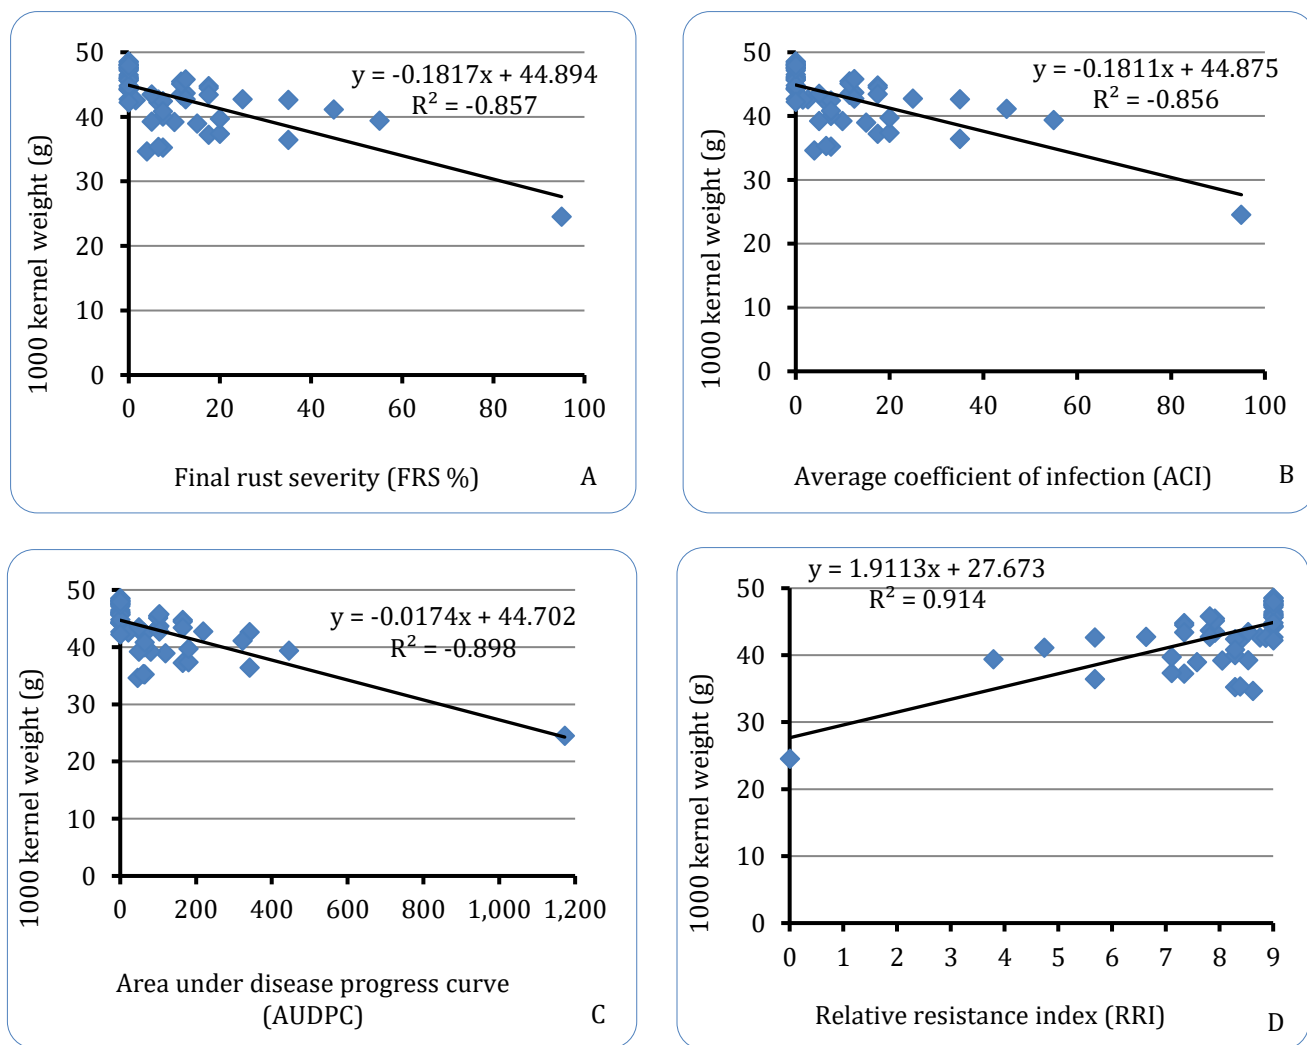 y = -0.1817x + 44.894
R² = -0.857
1000 kernel weight (g)
50
40
30
20
10
0
0 20 40 60 80 100
Final rust severity (FRS %) A
y = -0.1811x + 44.875
R² = -0.856
1000 kernel weight (g)
50
40
30
20
10
0
0 20 40 60 80 100
Average coefficient of infection (ACI) B
y = -0.0174x + 44.702
R² = -0.898
1000 kernel weight (g)
50
40
30
20
10
0
0 200 400 600 800 1,000 1,200
Area under disease progress curve
(AUDPC) C
y = 1.9113x + 27.673
R² = 0.914
1000 kernel weight (g)
50
40
30
20
10
0
0 1 2 3 4 5 6 7 8 9
Relative resistance index (RRI) D